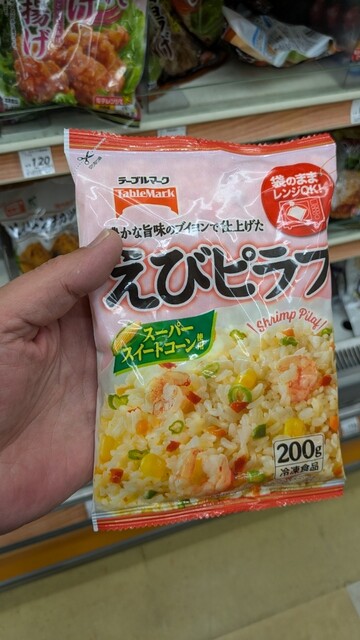 揚げ
120
テーブルマーク
TableMark
袋のまま
レンジOK!
かな旨味のブイヨンで仕上げた
えびピラフ
Shrimp Pilaf
スーパー
スイートコーン使用
200g
冷凍食品